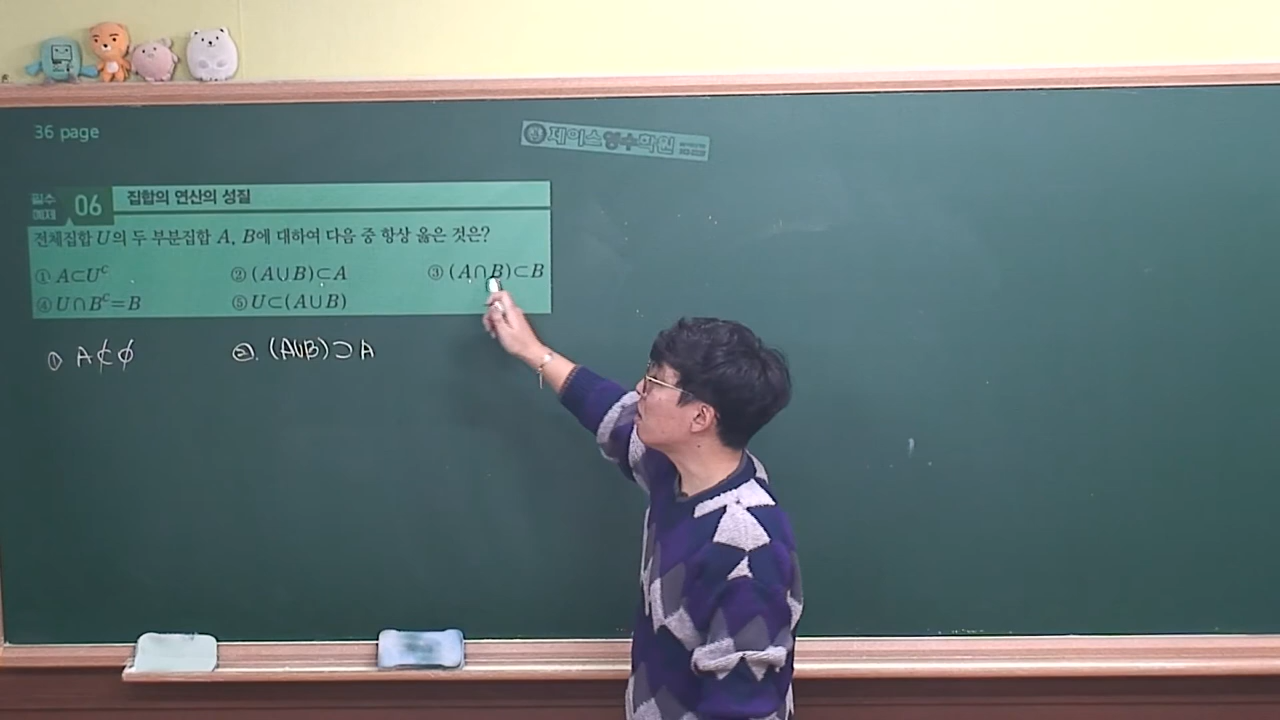 36 page
제이스영수학원
필수 예제 06 집합의 연산의 성질
전체집합 U의 두 부분집합 A, B에 대하여 다음 중 항상 옳은 것은?
① A⊂Uᶜ ② (A∪B)⊂A ③ (A∩B)⊂B
④ U∩Bᶜ=B ⑤ U⊂(A∪B)
① A⊄∅ ②. (A∪B)⊃A